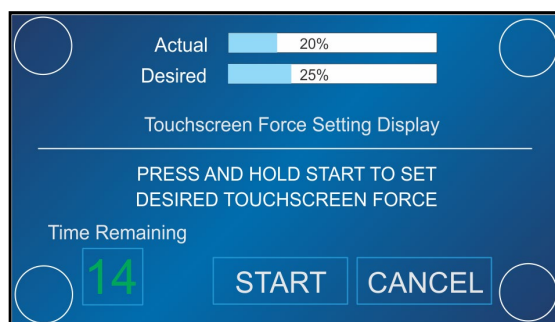 Actual 20%
Desired 25%
Touchscreen Force Setting Display
PRESS AND HOLD START TO SET
DESIRED TOUCHSCREEN FORCE
Time Remaining
14 START CANCEL